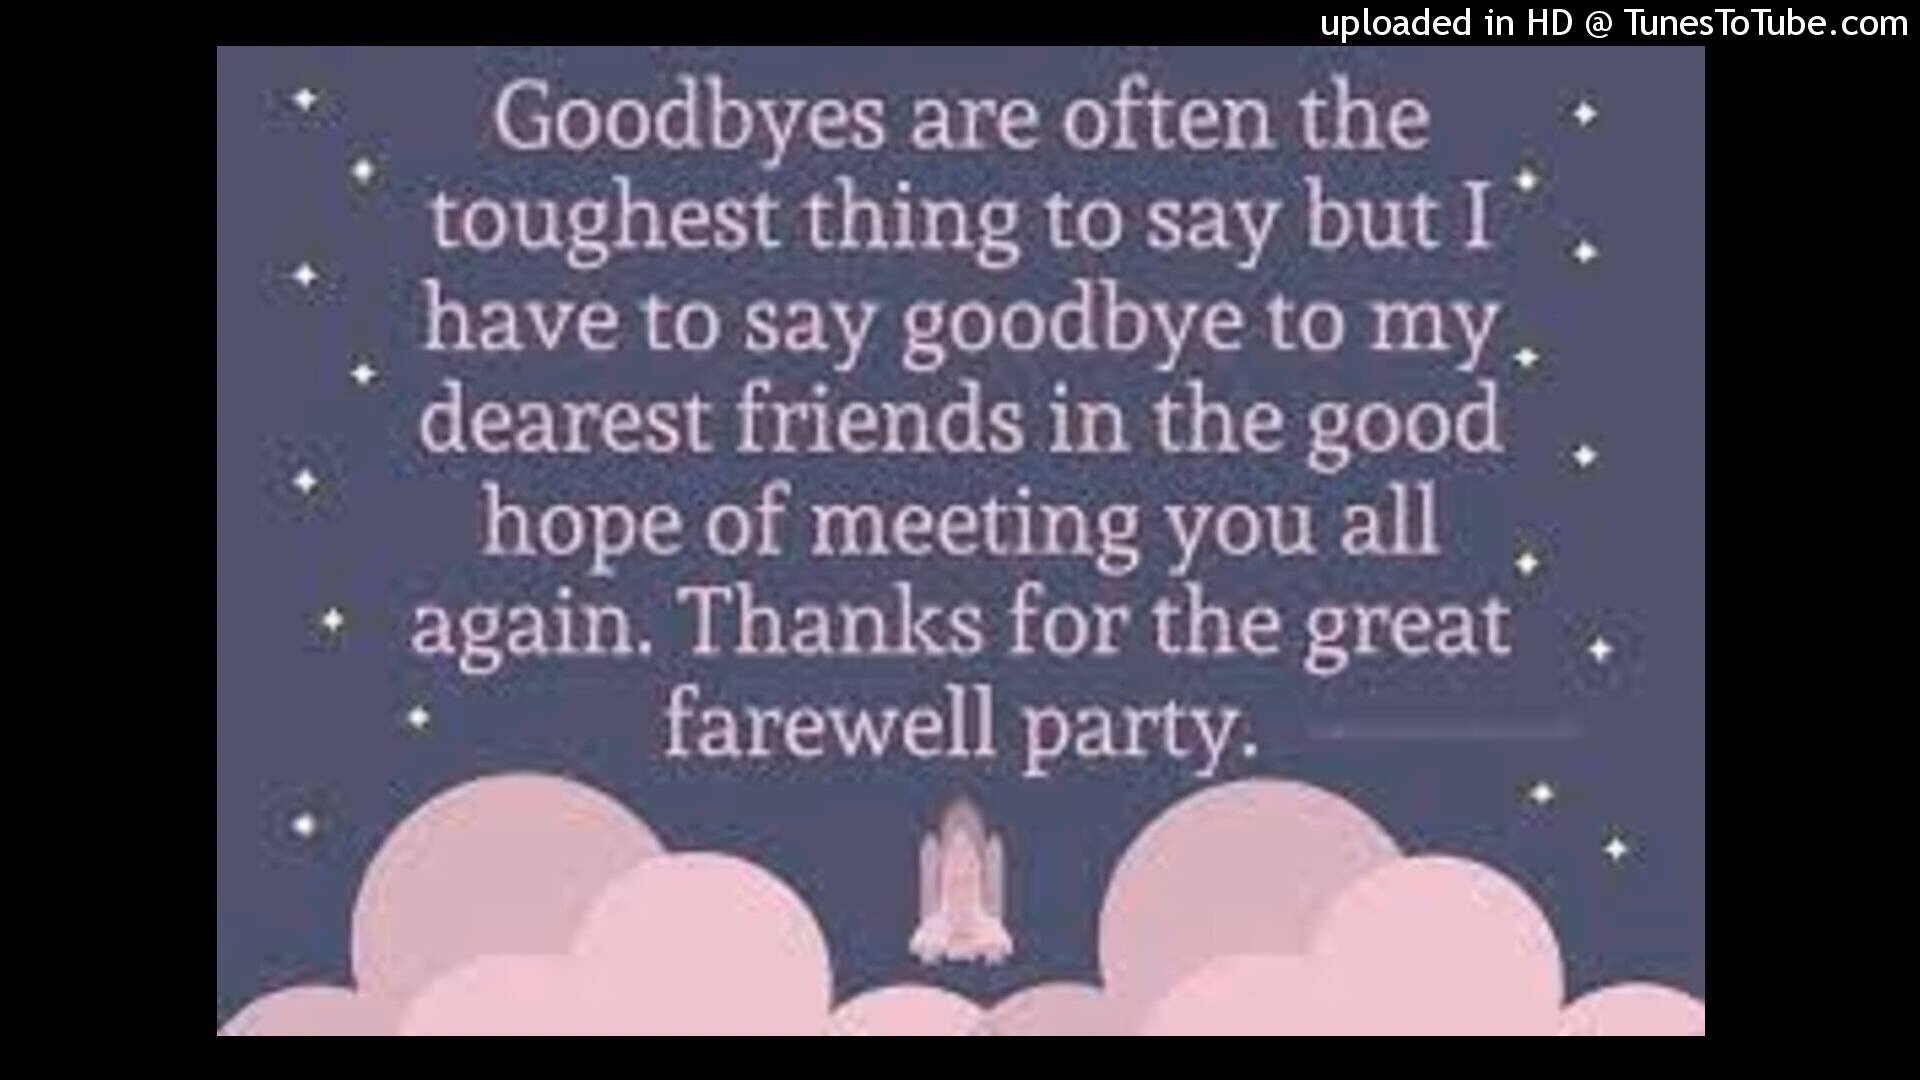 uploaded in HD @ TunesToTube.com
Goodbyes are often the
toughest thing to say but I
have to say goodbye to my
dearest friends in the good
hope of meeting you all
again. Thanks for the great
farewell party.